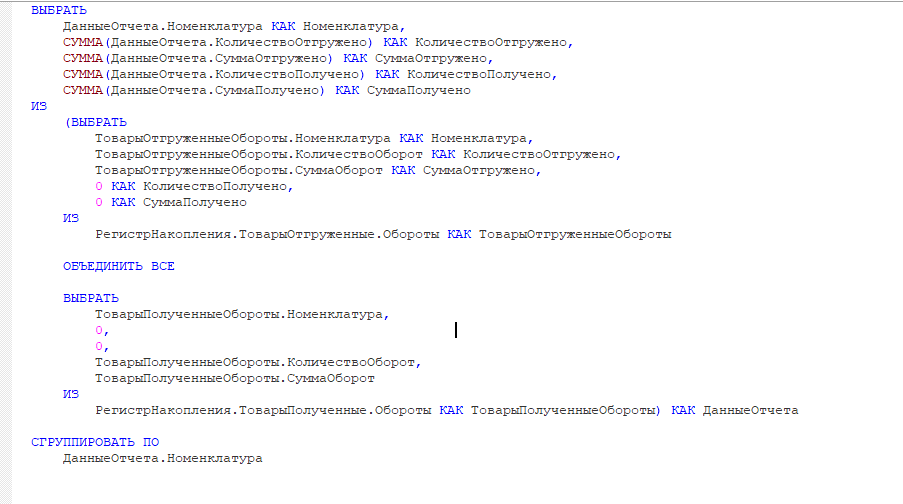 ВЫБРАТЬ
ДанныеОтчета.Номенклатура КАК Номенклатура,
СУММА(ДанныеОтчета.КоличествоОтгружено) КАК КоличествоОтгружено,
СУММА(ДанныеОтчета.СуммаОтгружено) КАК СуммаОтгружено,
СУММА(ДанныеОтчета.КоличествоПолучено) КАК КоличествоПолучено,
СУММА(ДанныеОтчета.СуммаПолучено) КАК СуммаПолучено
ИЗ
(ВЫБРАТЬ
ТоварыОтгруженныеОбороты.Номенклатура КАК Номенклатура,
ТоварыОтгруженныеОбороты.КоличествоОборот КАК КоличествоОтгружено,
ТоварыОтгруженныеОбороты.СуммаОборот КАК СуммаОтгружено,
0 КАК КоличествоПолучено,
0 КАК СуммаПолучено
ИЗ
РегистрНакопления.ТоварыОтгруженные.Обороты КАК ТоварыОтгруженныеОбороты
ОБЪЕДИНИТЬ ВСЕ
ВЫБРАТЬ
ТоварыПолученныеОбороты.Номенклатура,
0,
0,
ТоварыПолученныеОбороты.КоличествоОборот,
ТоварыПолученныеОбороты.СуммаОборот
ИЗ
РегистрНакопления.ТоварыПолученные.Обороты КАК ТоварыПолученныеОбороты) КАК ДанныеОтчета
СГРУППИРОВАТЬ ПО
ДанныеОтчета.Номенклатура